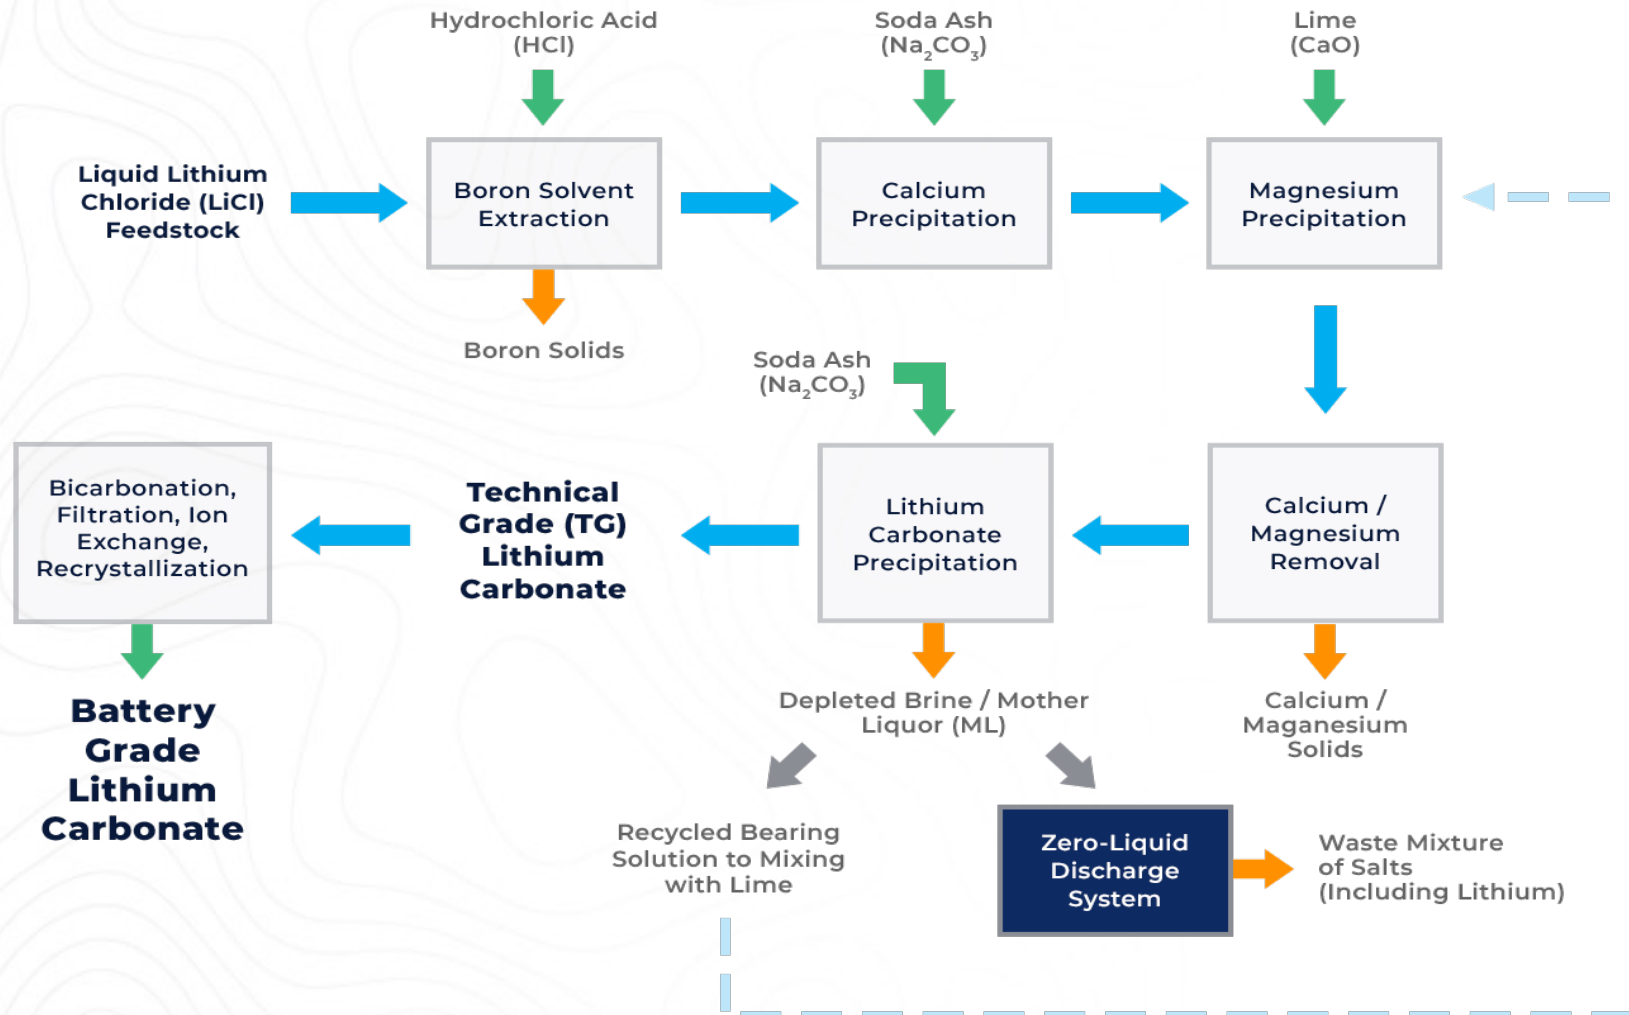 Hydrochloric Acid
(HCl)
Soda Ash
(Na₂CO₃)
Lime
(CaO)
Liquid Lithium
Chloride (LiCl)
Feedstock
Boron Solvent
Extraction
Calcium
Precipitation
Magnesium
Precipitation
Boron Solids
Soda Ash
(Na₂CO₃)
Bicarbonation,
Filtration, Ion
Exchange,
Recrystallization
Technical
Grade (TG)
Lithium
Carbonate
Lithium
Carbonate
Precipitation
Calcium /
Magnesium
Removal
Battery
Grade
Lithium
Carbonate
Depleted Brine / Mother
Liquor (ML)
Calcium /
Maganesium
Solids
Recycled Bearing
Solution to Mixing
with Lime
Zero-Liquid
Discharge
System
Waste Mixture
of Salts
(Including Lithium)